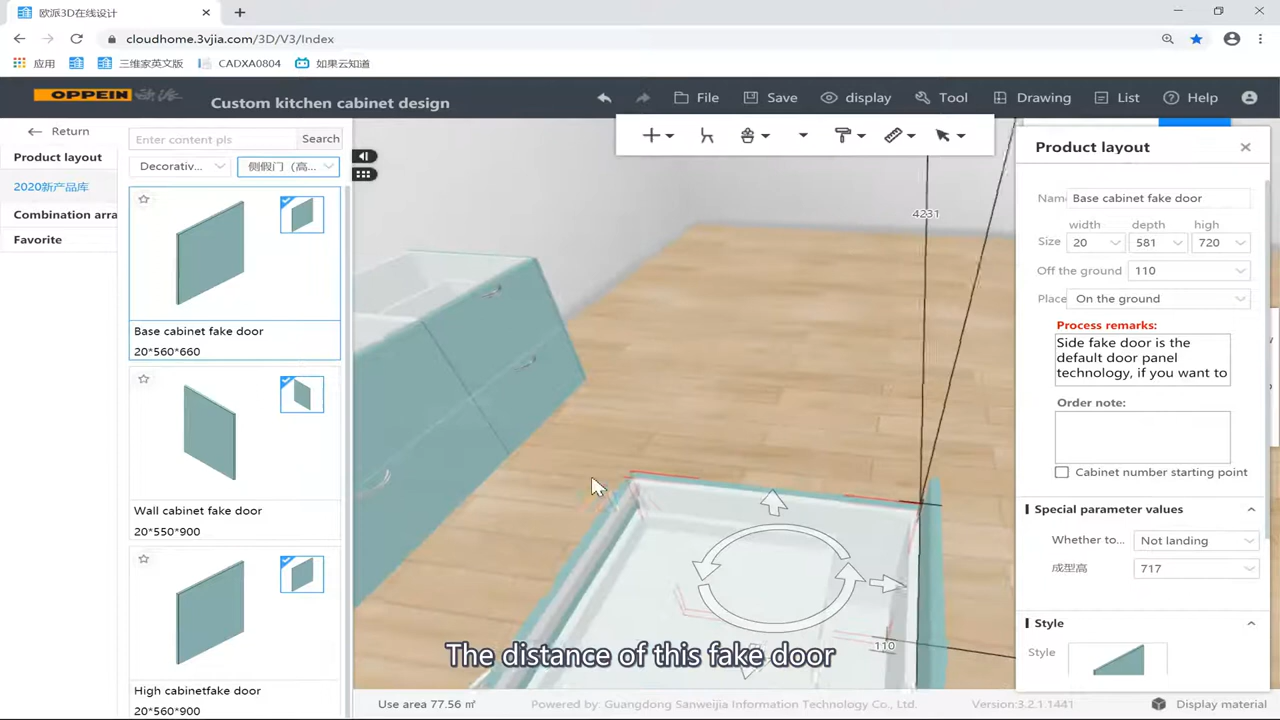 欧派3D在线设计
cloudhome.3vjia.com/3D/V3/Index
应用
三维家英文版
CADXA0804
如果云知道
OPPEIN 欧派
Custom kitchen cabinet design
File
Save
display
Tool
Drawing
List
Help
Return
Enter content pls
Search
Product layout
Decorativ...
侧假门（高...
2020新产品库
Combination arra
Favorite
Base cabinet fake door
20*560*660
Wall cabinet fake door
20*550*900
High cabinetfake door
20*560*900
4231
110
Product layout
Name
Base cabinet fake door
width
depth
high
Size
20
581
720
Off the ground
110
Place
On the ground
Process remarks:
Side fake door is the
default door panel
technology, if you want to
Order note:
Cabinet number starting point
Special parameter values
Whether to...
Not landing
成型高
717
Style
Style
The distance of this fake door
Use area 77.56 ㎡
Powered by: Guangdong Sanweijia Information Technology Co., Ltd.
Version:3.2.1.1441
Display material